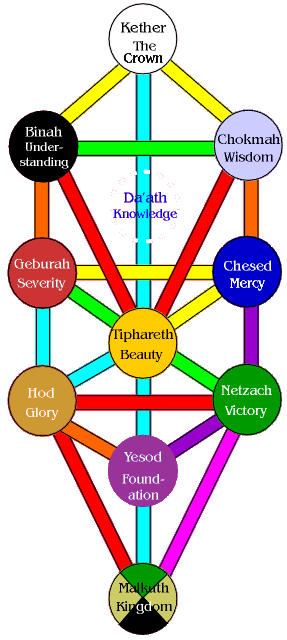 Kether
The
Crown
Binah
Under-
standing
Chokmah
Wisdom
Da'ath
Knowledge
Geburah
Severity
Chesed
Mercy
Tiphareth
Beauty
Hod
Glory
Netzach
Victory
Yesod
Found-
ation
Malkuth
Kingdom